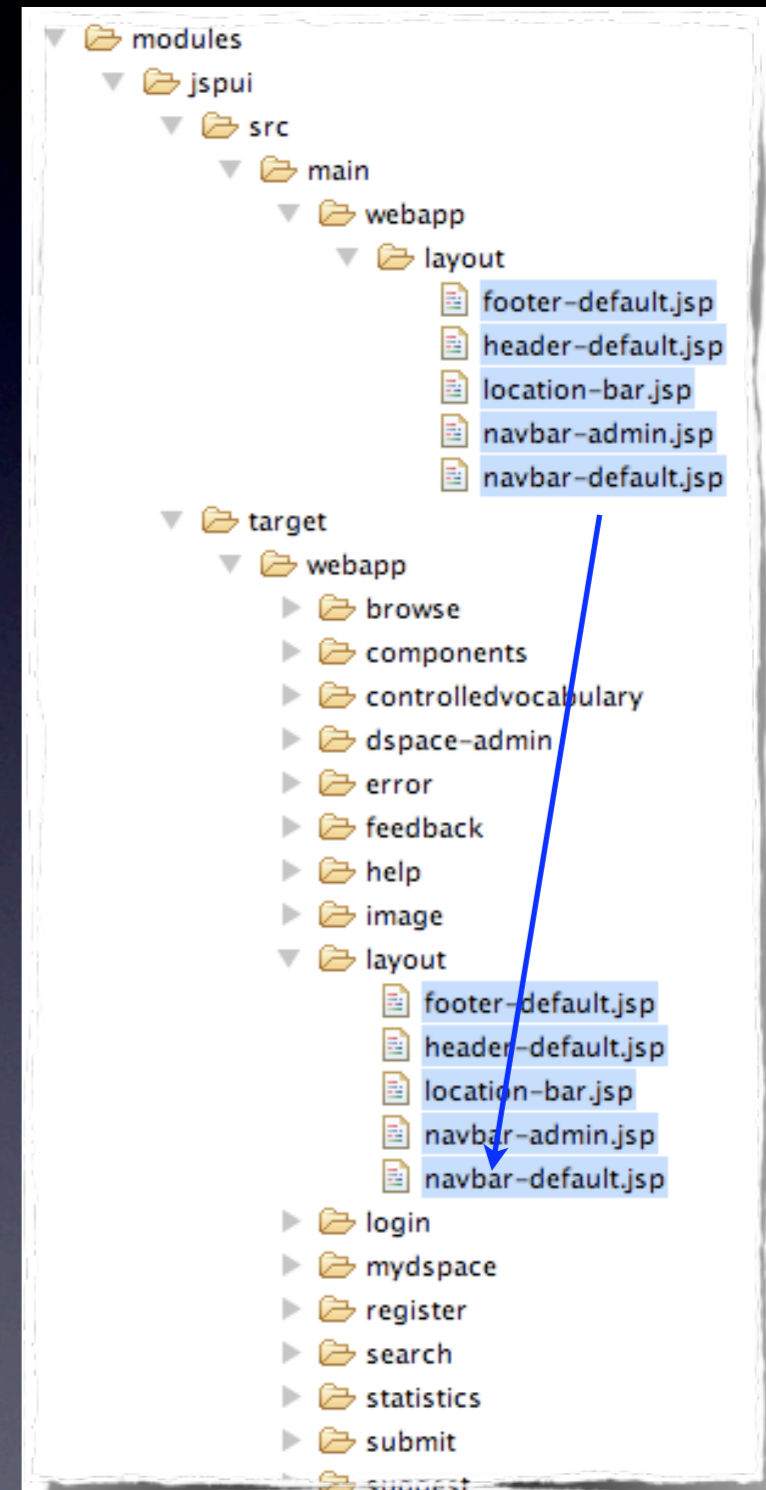 modules
jspui
src
main
webapp
layout
footer-default.jsp
header-default.jsp
location-bar.jsp
navbar-admin.jsp
navbar-default.jsp
target
webapp
browse
components
controlledvocabulary
dspace-admin
error
feedback
help
image
layout
footer-default.jsp
header-default.jsp
location-bar.jsp
navbar-admin.jsp
navbar-default.jsp
login
mydspace
register
search
statistics
submit
suggest